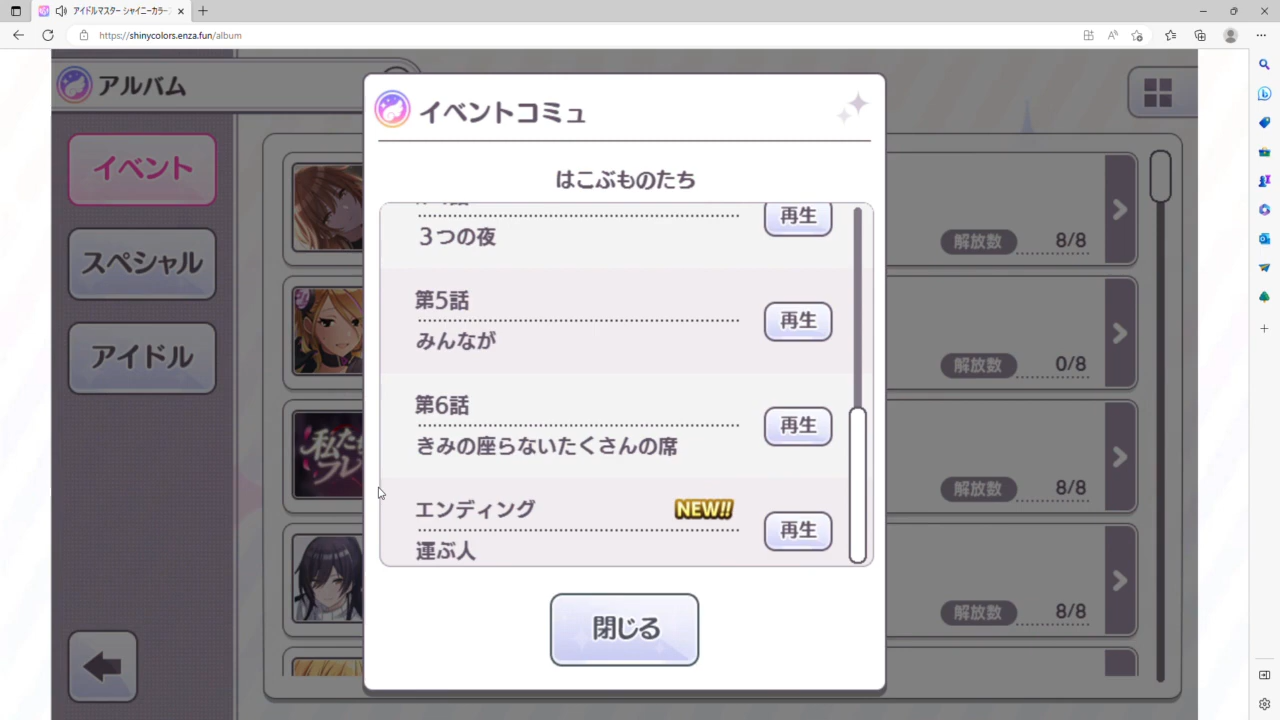 アイドルマスター シャイニーカラー
https://shinycolors.enza.fun/album
アルバム
イベントコミュ
イベント
スペシャル
アイドル
はこぶものたち
再生
3つの夜
第5話
再生
みんなが
第6話
再生
きみの座らないたくさんの席
エンディング
NEW!!
再生
運ぶ人
閉じる
解放数 8/8
解放数 0/8
解放数 8/8
解放数 8/8